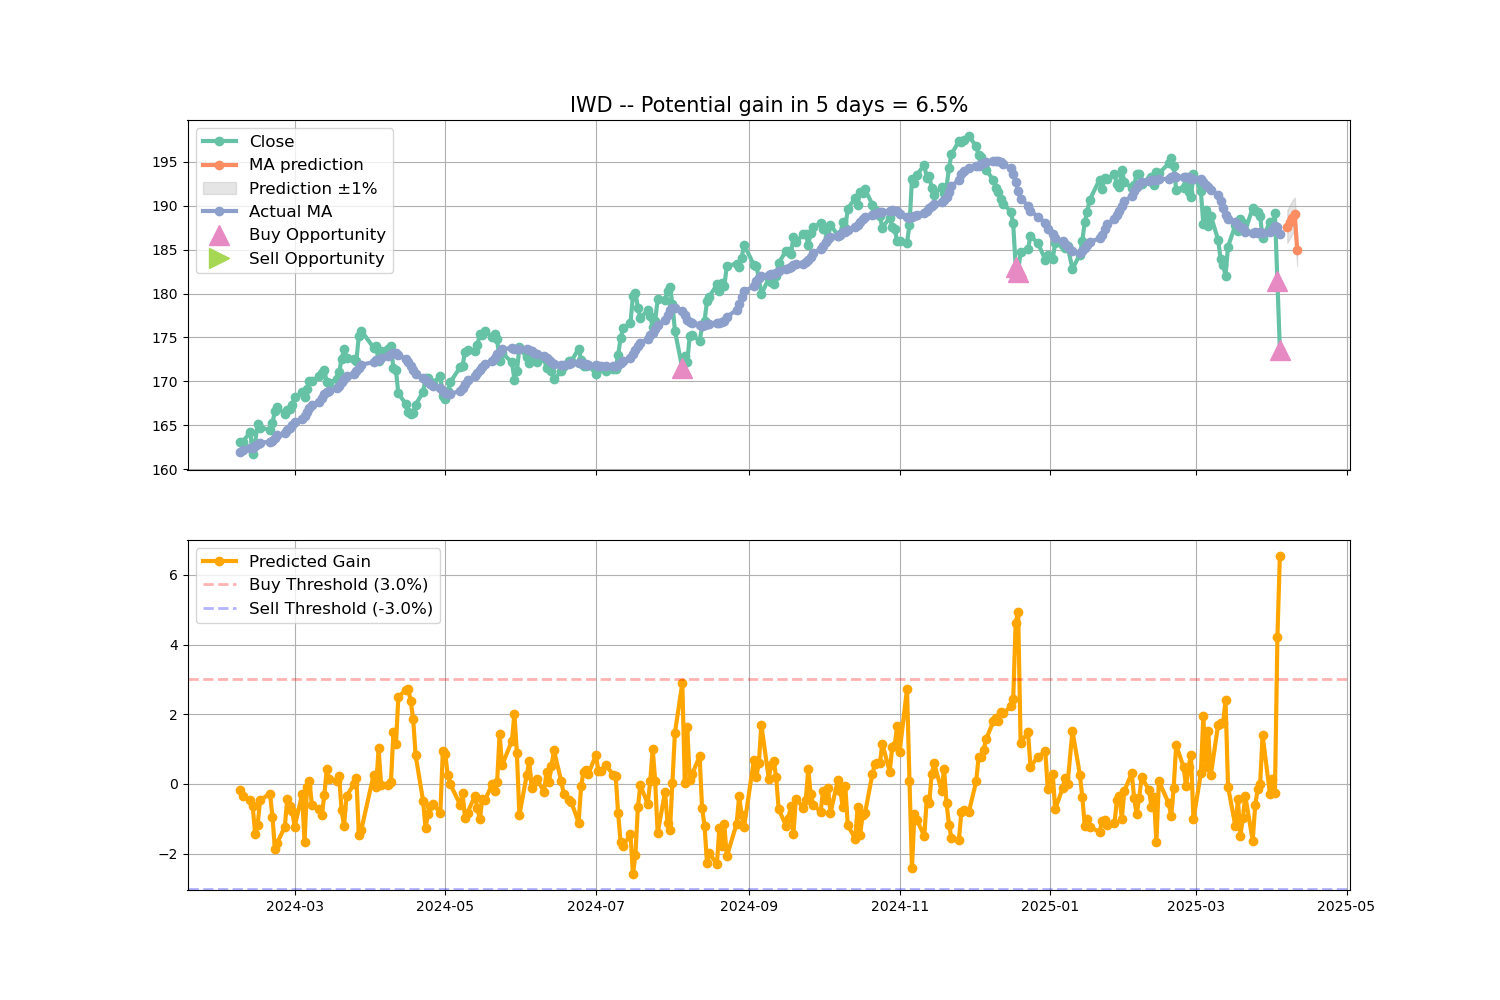 IWD -- Potential gain in 5 days = 6.5%
Close
MA prediction
Prediction ±1%
Actual MA
Buy Opportunity
Sell Opportunity
195
190
185
180
175
170
165
160
Predicted Gain
Buy Threshold (3.0%)
Sell Threshold (-3.0%)
6
4
2
0
−2
2024-03
2024-05
2024-07
2024-09
2024-11
2025-01
2025-03
2025-05